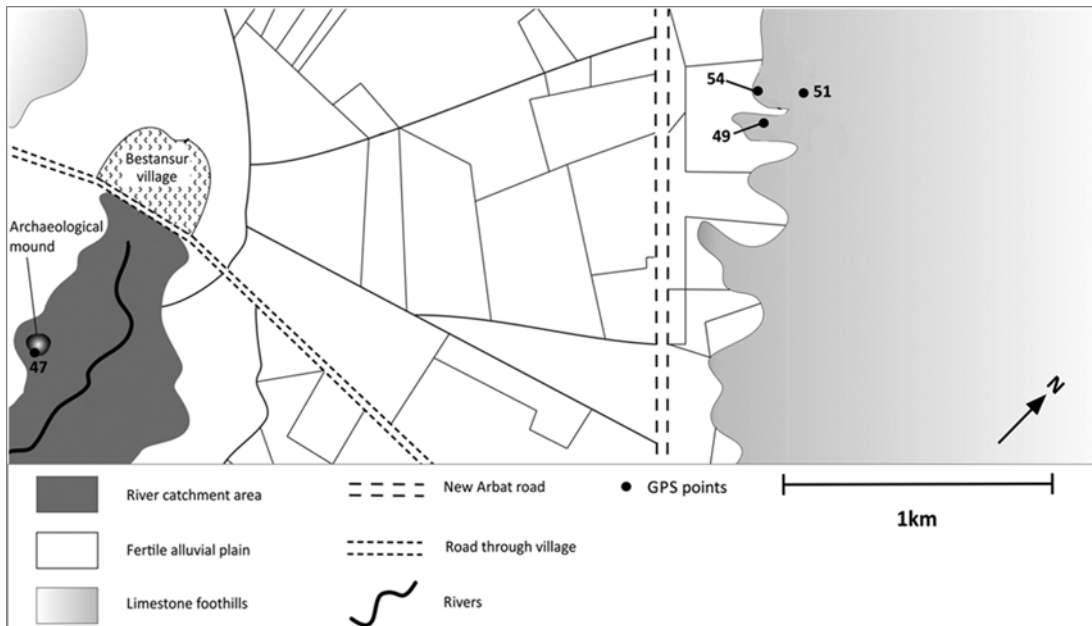 54
51
49
Bestansur
village
Archaeological
mound
47
N
River catchment area
New Arbat road
GPS points
1km
Fertile alluvial plain
Road through village
Limestone foothills
Rivers